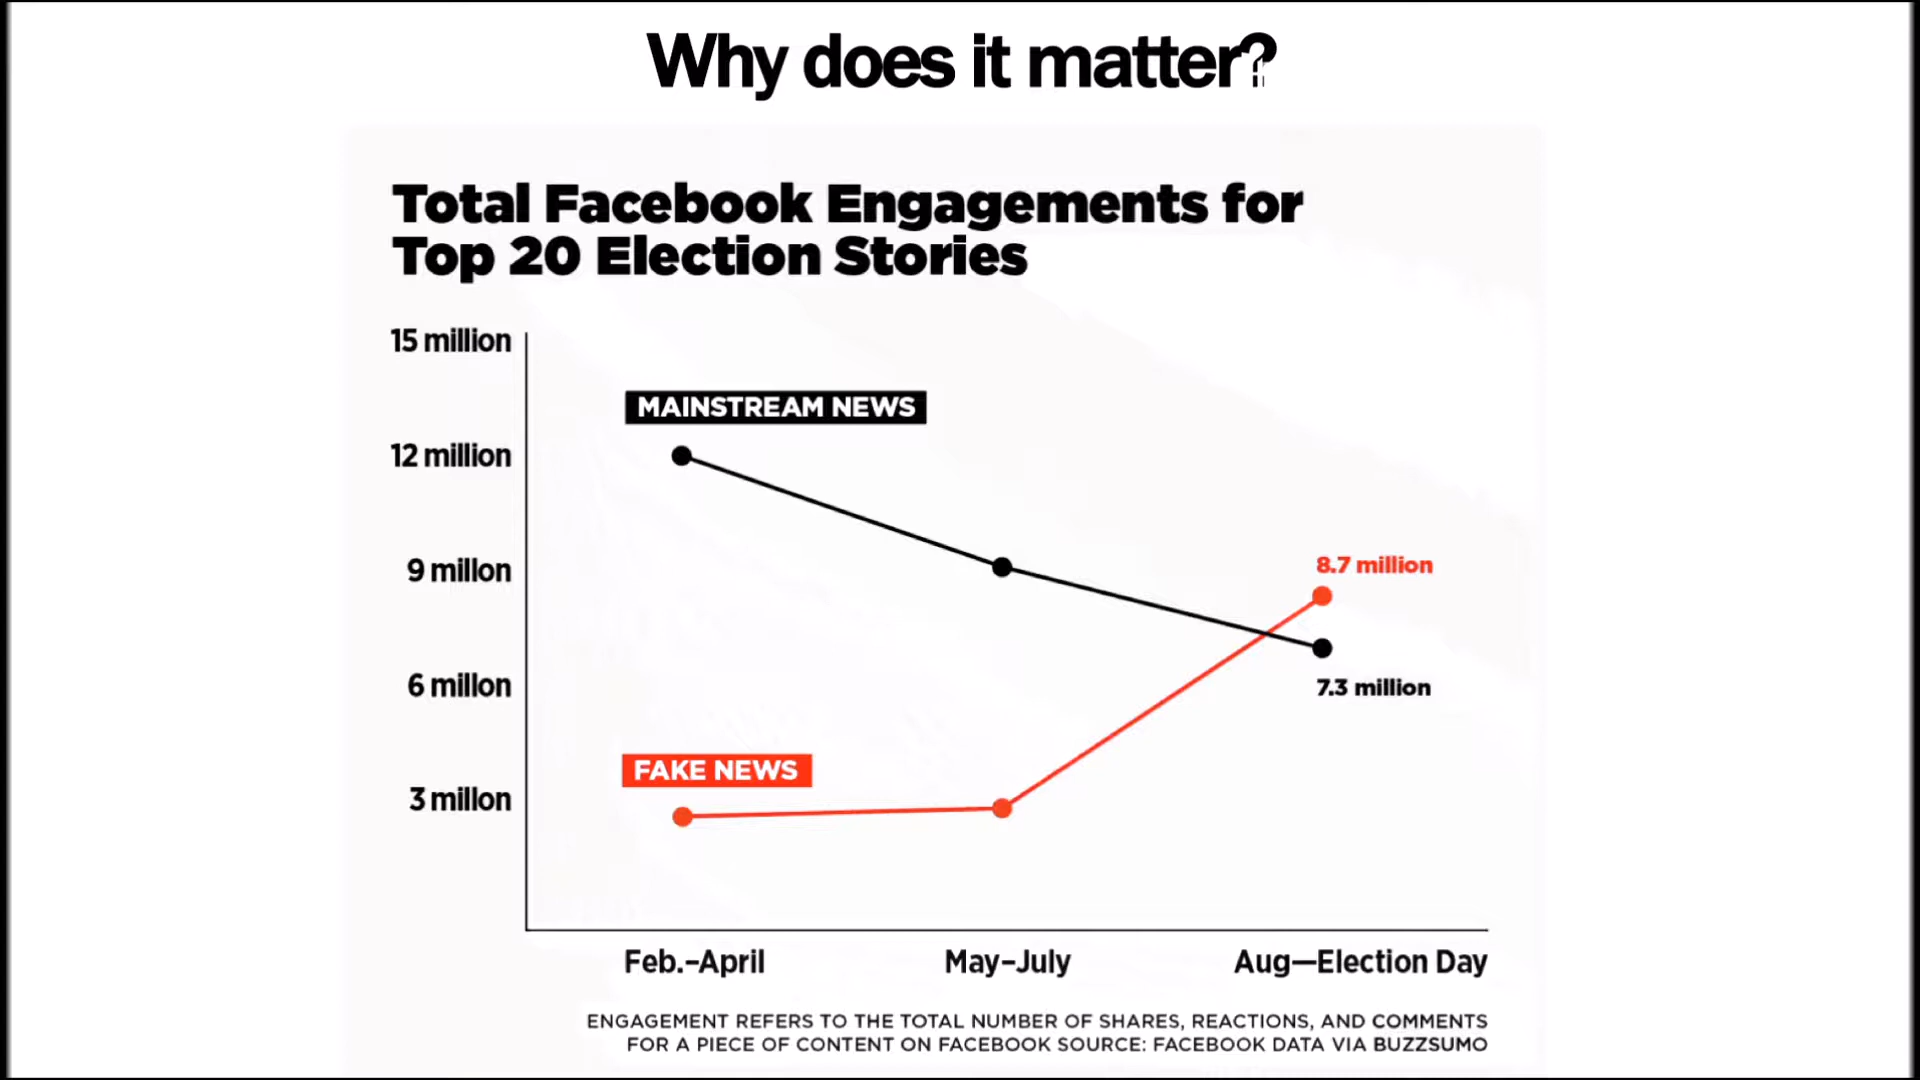 Why does it matter?
Total Facebook Engagements for
Top 20 Election Stories
15 million
MAINSTREAM NEWS
12 million
9 millon
8.7 million
6 millon
7.3 million
FAKE NEWS
3 millon
Feb.–April
May–July
Aug—Election Day
ENGAGEMENT REFERS TO THE TOTAL NUMBER OF SHARES, REACTIONS, AND COMMENTS
FOR A PIECE OF CONTENT ON FACEBOOK SOURCE: FACEBOOK DATA VIA BUZZSUMO